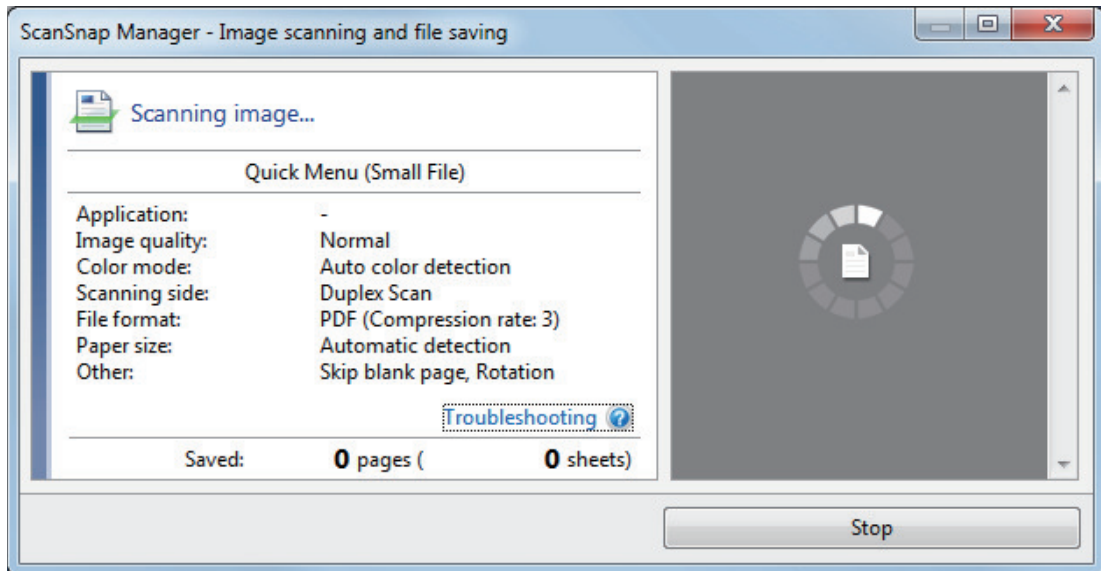 ScanSnap Manager - Image scanning and file saving
Scanning image...
Quick Menu (Small File)
Application: -
Image quality: Normal
Color mode: Auto color detection
Scanning side: Duplex Scan
File format: PDF (Compression rate: 3)
Paper size: Automatic detection
Other: Skip blank page, Rotation
Troubleshooting ?
Saved: 0 pages ( 0 sheets)
Stop